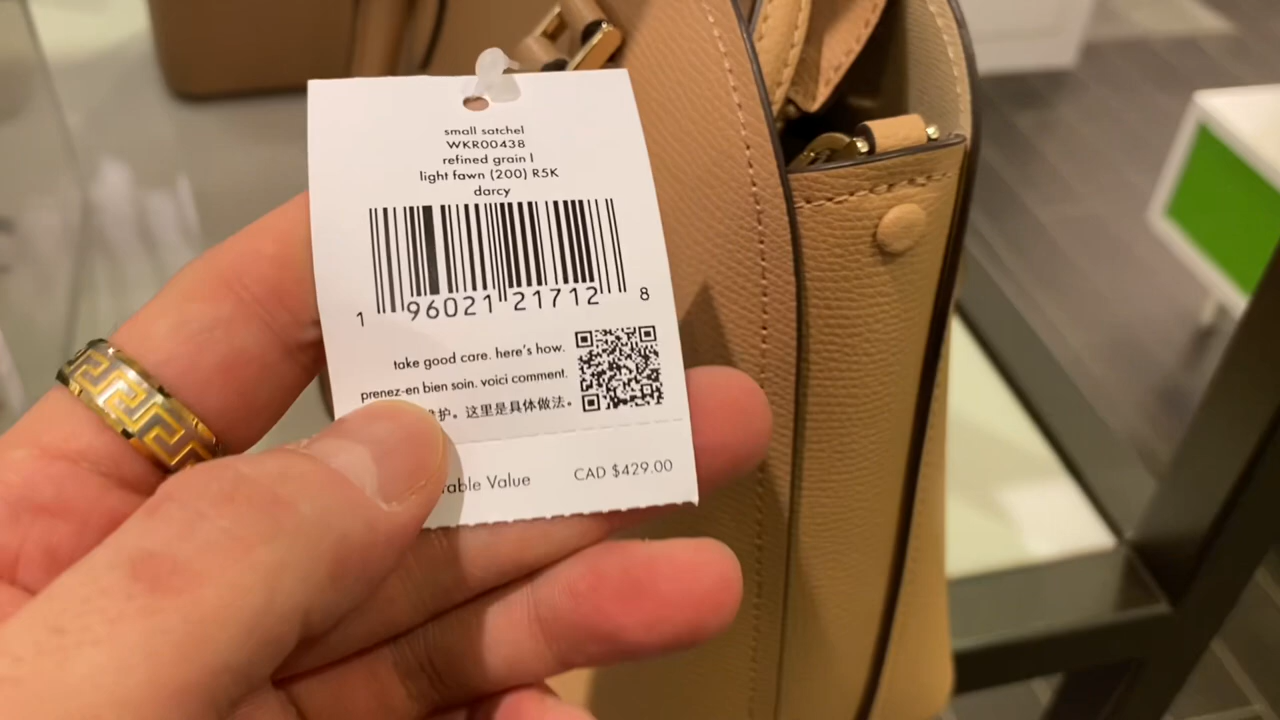 small satchel
WKR00438
refined grain l
light fawn (200) R5K
darcy
1 96021 21712 8
take good care. here's how.
prenez-en bien soin. voici comment.
护。这里是具体做法。
Value CAD $429.00